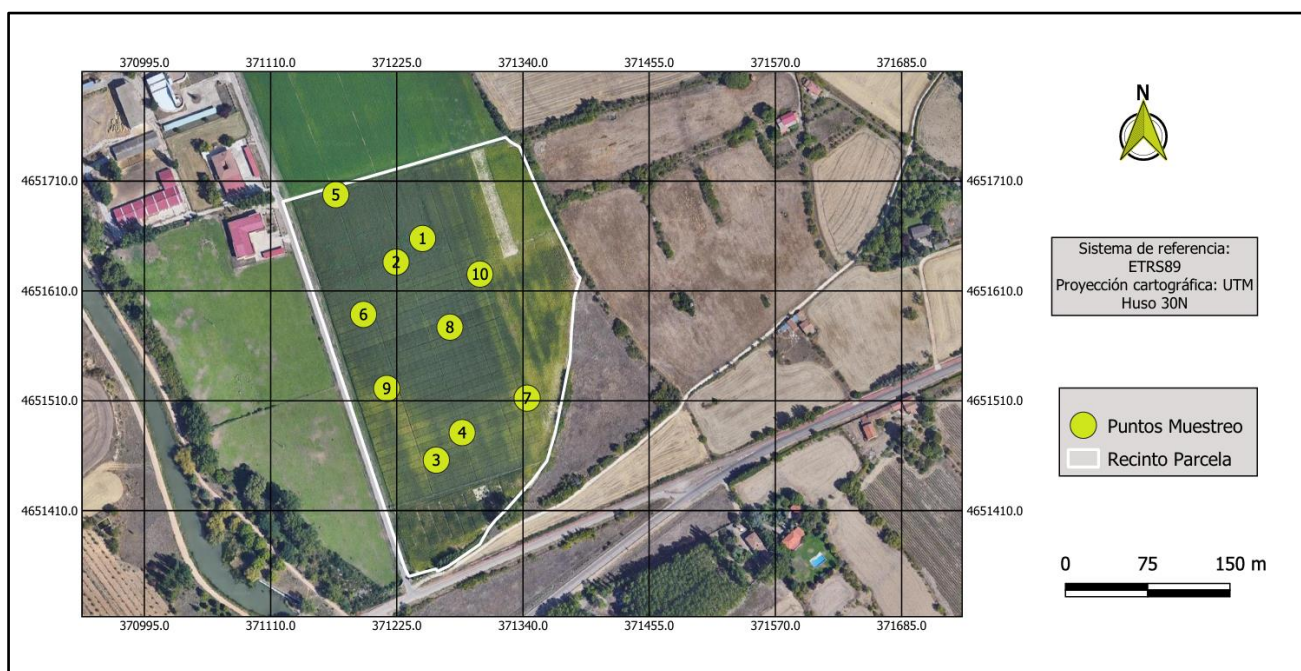 370995.0 371110.0 371225.0 371340.0 371455.0 371570.0 371685.0
N
4651710.0 4651710.0
5
1
2
10
4651610.0 4651610.0
6
8
9
4651510.0 4651510.0
7
4
3
4651410.0 4651410.0
370995.0 371110.0 371225.0 371340.0 371455.0 371570.0 371685.0
Sistema de referencia:
ETRS89
Proyección cartográfica: UTM
Huso 30N
Puntos Muestreo
Recinto Parcela
0 75 150 m